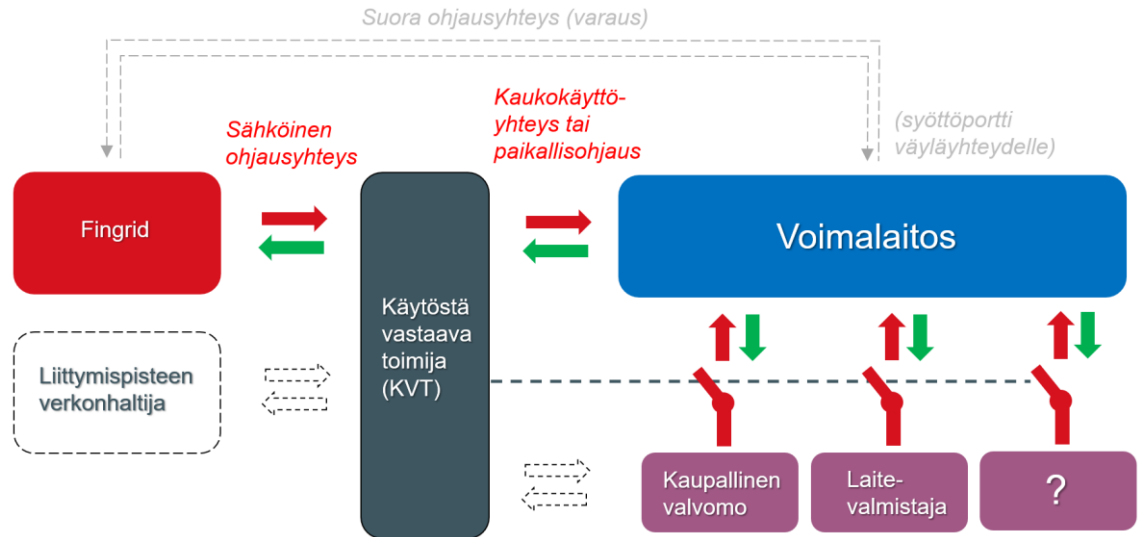 Suora ohjausyhteys (varaus)
Sähköinen
ohjausyhteys
Kaukokäyttö-
yhteys tai
paikallisohjaus
(syöttöportti
väyläyhteydelle)
Fingrid
Voimalaitos
Käytöstä
vastaava
toimija
(KVT)
Liittymispisteen
verkonhaltija
Kaupallinen
valvomo
Laite-
valmistaja
?